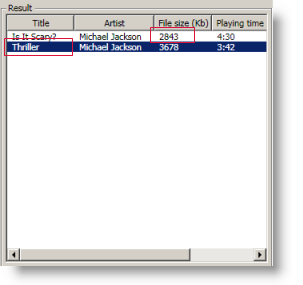 Result
Title Artist File size (Kb) Playing time
Is It Scary? Michael Jackson 2843 4:30
Thriller Michael Jackson 3678 3:42